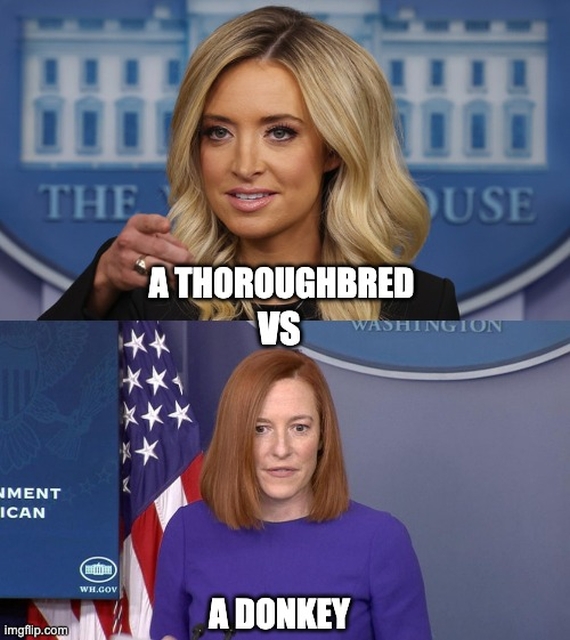 THE
OUSE
A THOROUGHBRED
VS
WASHINGTON
NMENT
ICAN
WH.GOV
A DONKEY
imgflip.com